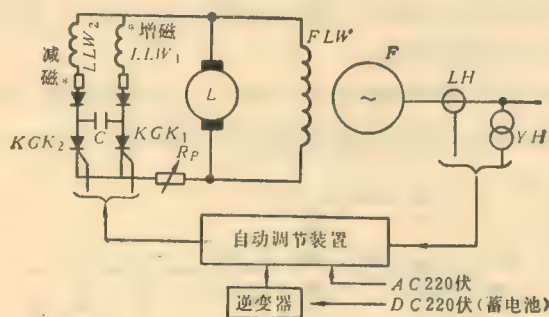 减磁*
LLW₂
*增磁
LLW₁
FLW
F
~
LH
YH
L
KGK₂
C
KGK₁
R_P
自动调节装置
逆变器
AC220伏
DC220伏(蓄电池)